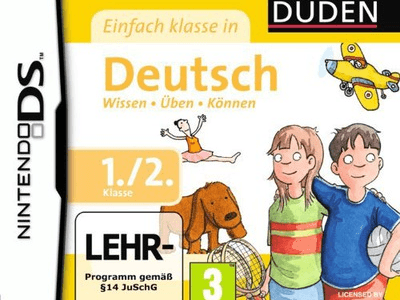 NINTENDO DS
Einfach klasse in
DUDEN
Deutsch
Wissen • Üben • Können
1./2.
Klasse
LEHR-
Programm gemäß
§14 JuSchG
3
LICENSED BY